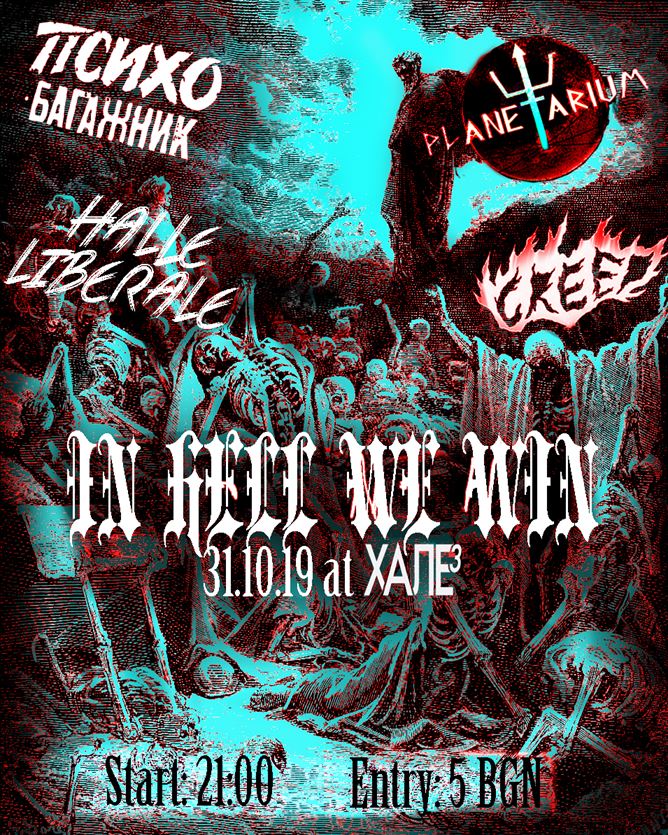 ПСИХО
БАГАЖНИК
PLANETARIUM
HALLE
LIBERALE
IN HELL WE WIN
31.10.19 at ХАЛЕ³
Start: 21:00
Entry: 5 BGN